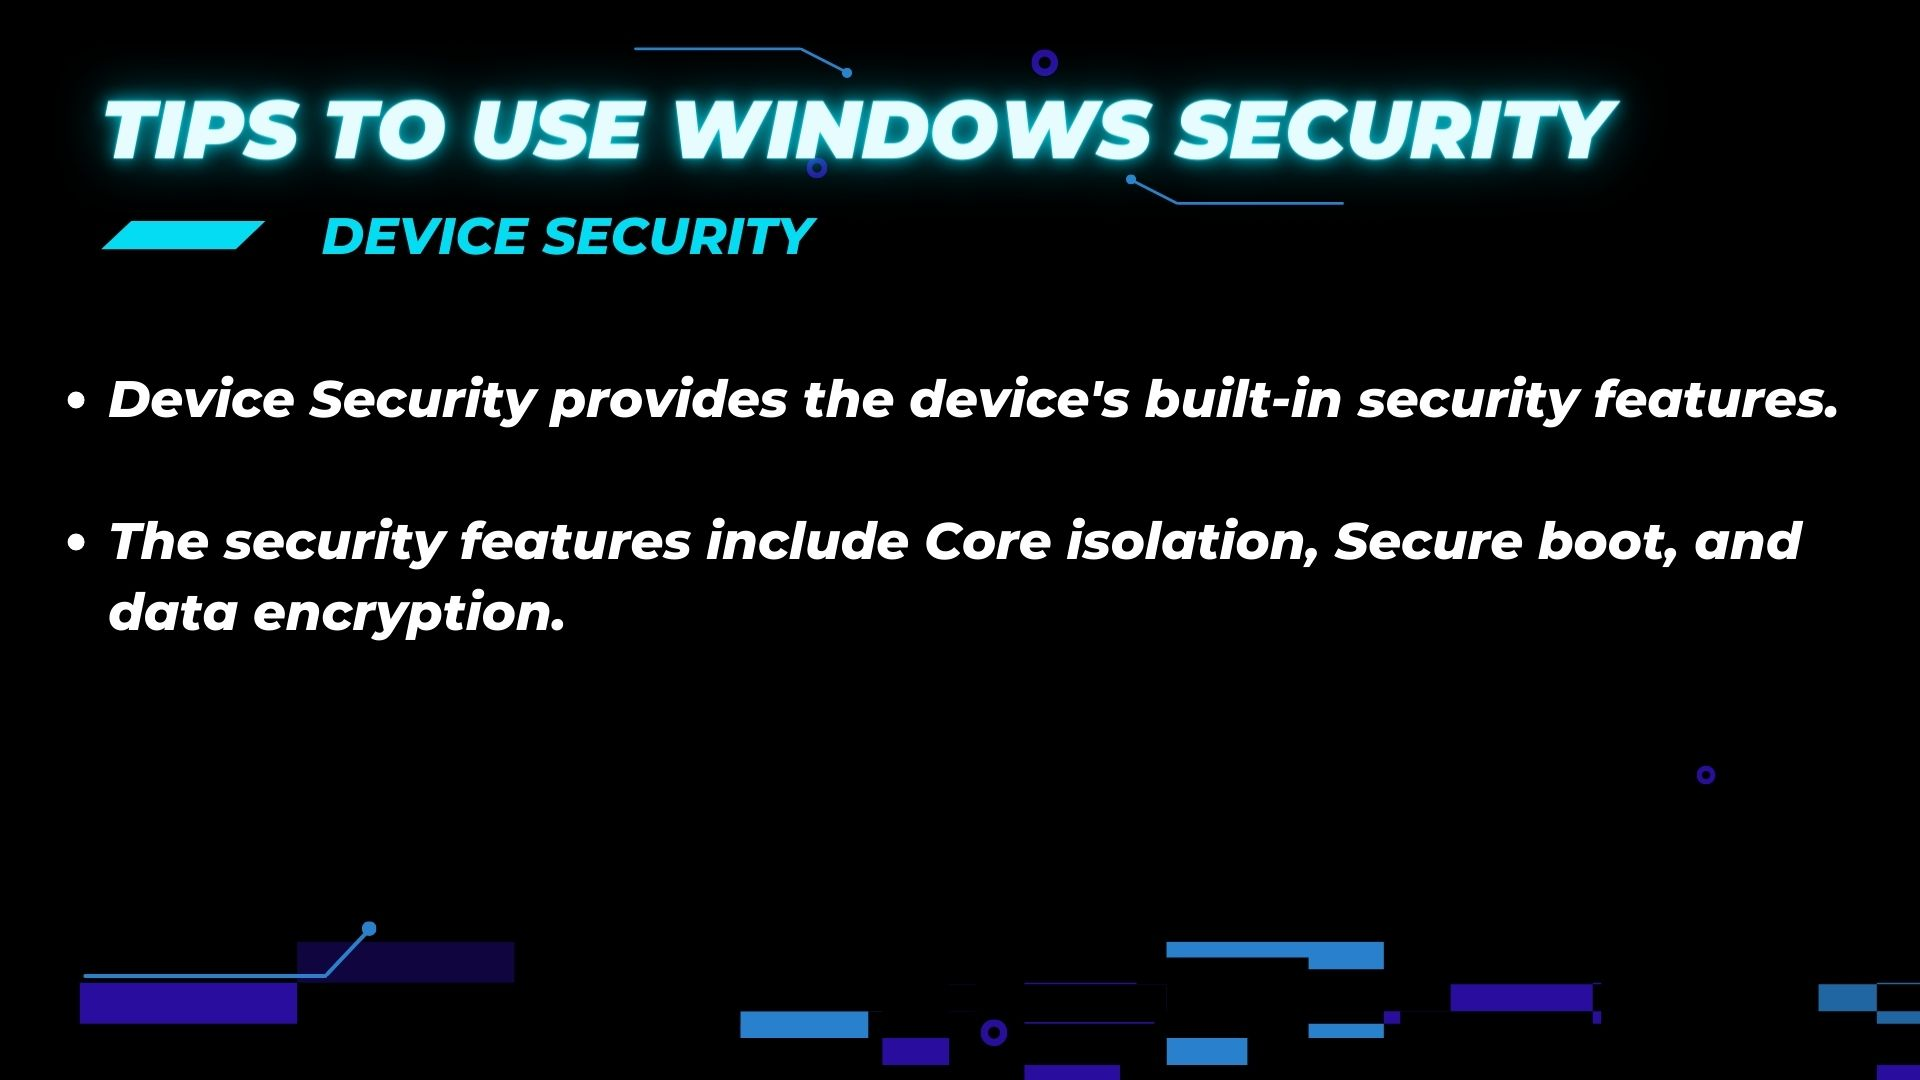 TIPS TO USE WINDOWS SECURITY
DEVICE SECURITY
• Device Security provides the device's built-in security features.
• The security features include Core isolation, Secure boot, and
data encryption.